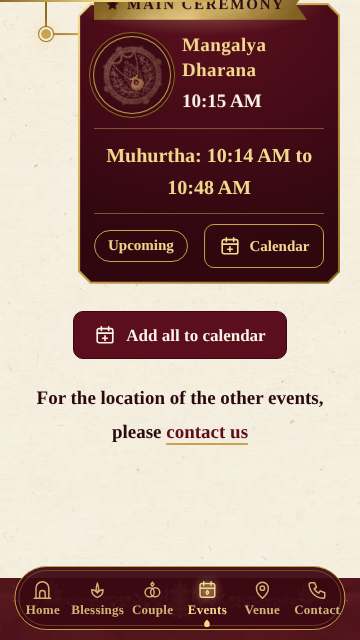 ★ MAIN CEREMONY
Mangalya
Dharana
10:15 AM
Muhurtha: 10:14 AM to
10:48 AM
Upcoming
Calendar
Add all to calendar
For the location of the other events,
please contact us
Home Blessings Couple Events Venue Contact